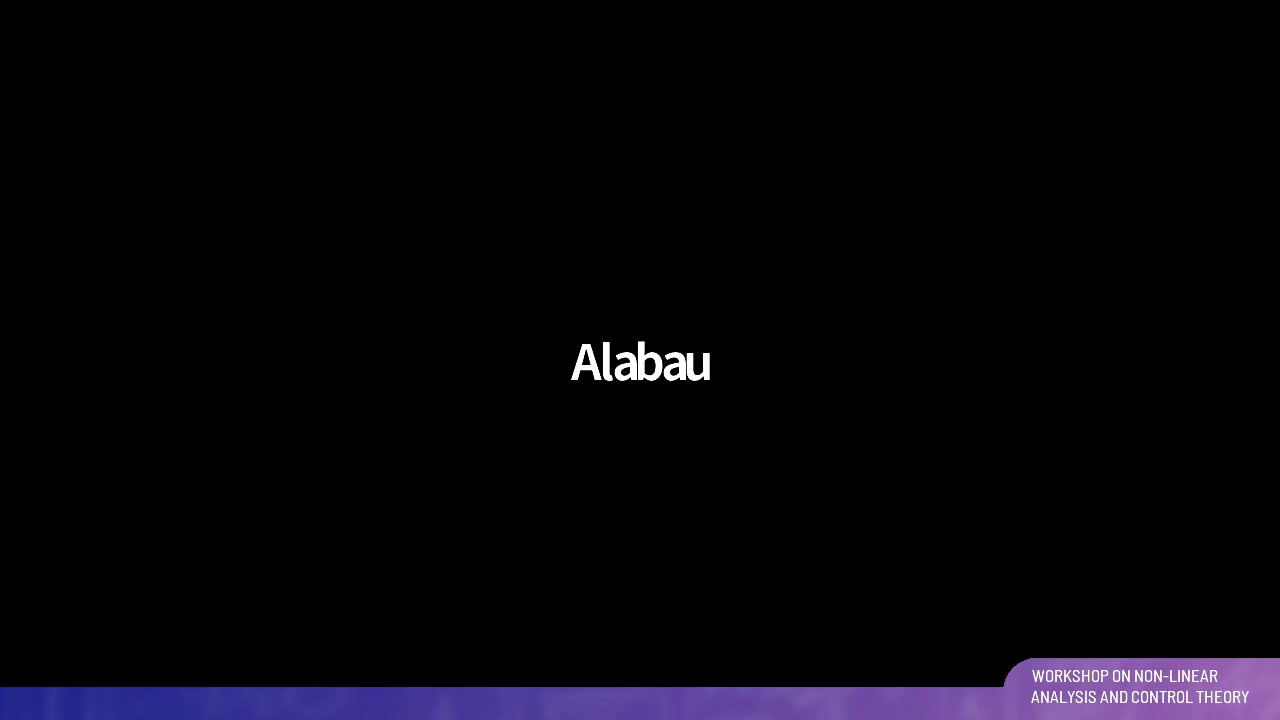 Alabau
WORKSHOP ON NON-LINEAR
ANALYSIS AND CONTROL THEORY